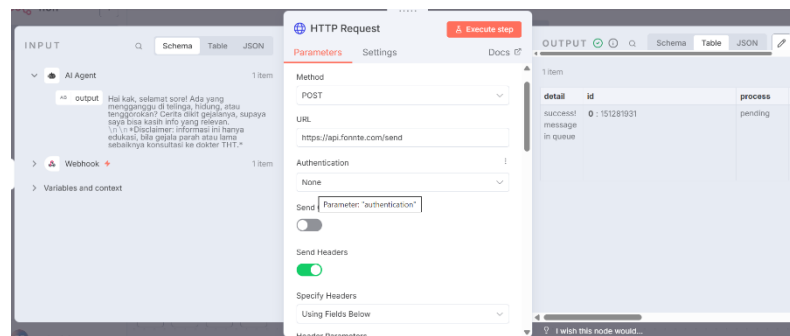 HTTP Request
Execute step
Parameters
Settings
Docs
INPUT
Schema
Table
JSON
AI Agent
1 item
output
Hai kak, selamat sore! Ada yang
mengganggu di telinga, hidung, atau
tenggorokan? Cerita dikit gejalanya, supaya
saya bisa kasih info yang relevan.
\n\n*Disclaimer: informasi ini hanya
edukasi, bila gejala parah atau lama
sebaiknya konsultasi ke dokter THT.*
Webhook
1 item
Variables and context
Method
POST
URL
https://api.fonnte.com/send
Authentication
None
Send
Parameter: "authentication"
Send Headers
Specify Headers
Using Fields Below
Header Parameters
OUTPUT
Schema
Table
JSON
1 item
detail
id
process
success!
message
in queue
0 : 151281931
pending
I wish this node would...